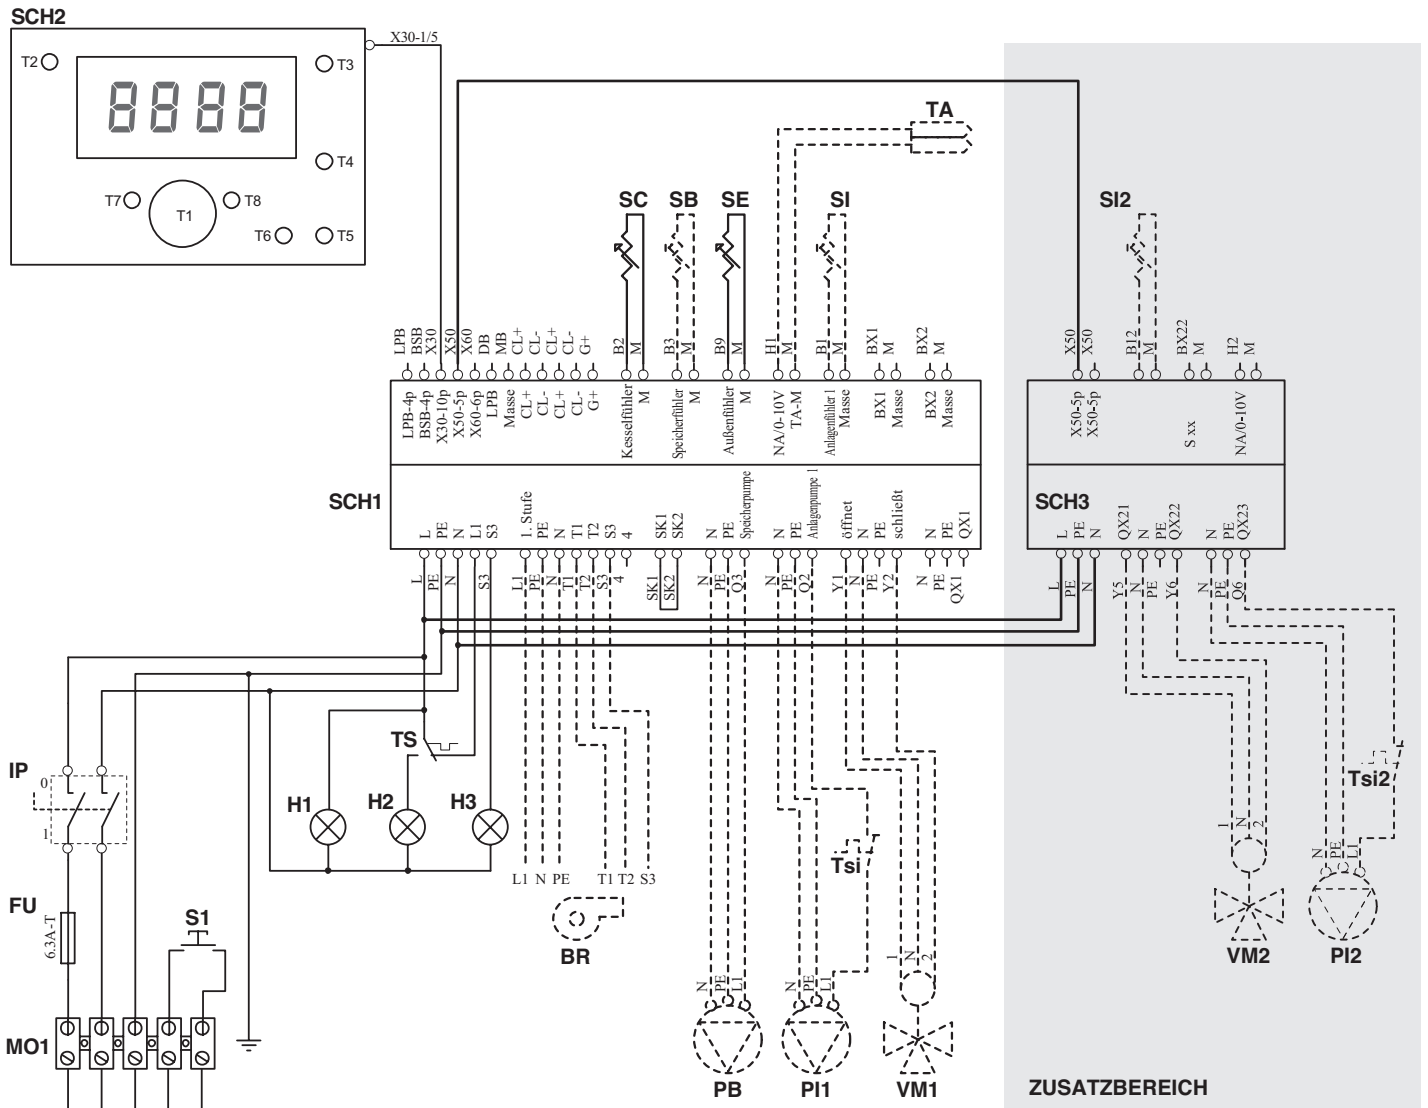 SCH2
X30-1/5
T2
T3
8888
T4
T7
T1
T8
T6
T5
TA
SC
SB
SE
SI
SI2
LPB
BSB
X30
X50
X60
DB
MB
CL+
CL-
CL+
CL-
G+
B2
M
B3
M
B9
M
H1
M
B1
M
BX1
M
BX2
M
X50
X50
B12
M
BX22
M
H2
M
LPB-4p
BSB-4p
X30-10p
X50-5p
X60-6p
LPB
Masse
CL+
CL-
CL+
CL-
G+
Kesselfühler
M
Speicherfühler
M
Außenfühler
M
NA/0-10V
TA-M
Anlagenfühler 1
Masse
BX1
Masse
BX2
Masse
X50-5p
X50-5p
S xx
NA/0-10V
SCH1
SCH3
L
PE
N
L1
S3
1. Stufe
PE
N
T1
T2
S3
4
SK1
SK2
N
PE
Speicherpumpe
N
PE
Anlagenpumpe 1
öffnet
N
PE
schließt
N
PE
QX1
L
PE
N
QX21
N
PE
QX22
N
PE
QX23
L
PE
N
L1
S3
L1
PE
N
T1
T2
S3
4
SK1
SK2
N
PE
Q3
N
PE
Q2
Y1
N
PE
Y2
N
PE
QX1
L
PE
N
Y5
N
PE
Y6
N
PE
Q6
TS
IP
0
1
H1
H2
H3
Tsi
Tsi2
L1 N PE T1 T2 S3
BR
FU
6.3A-T
S1
MO1
N
PE
L1
PB
N
PE
L1
PI1
1
N
2
VM1
1
N
2
VM2
N
PE
L1
PI2
ZUSATZBEREICH